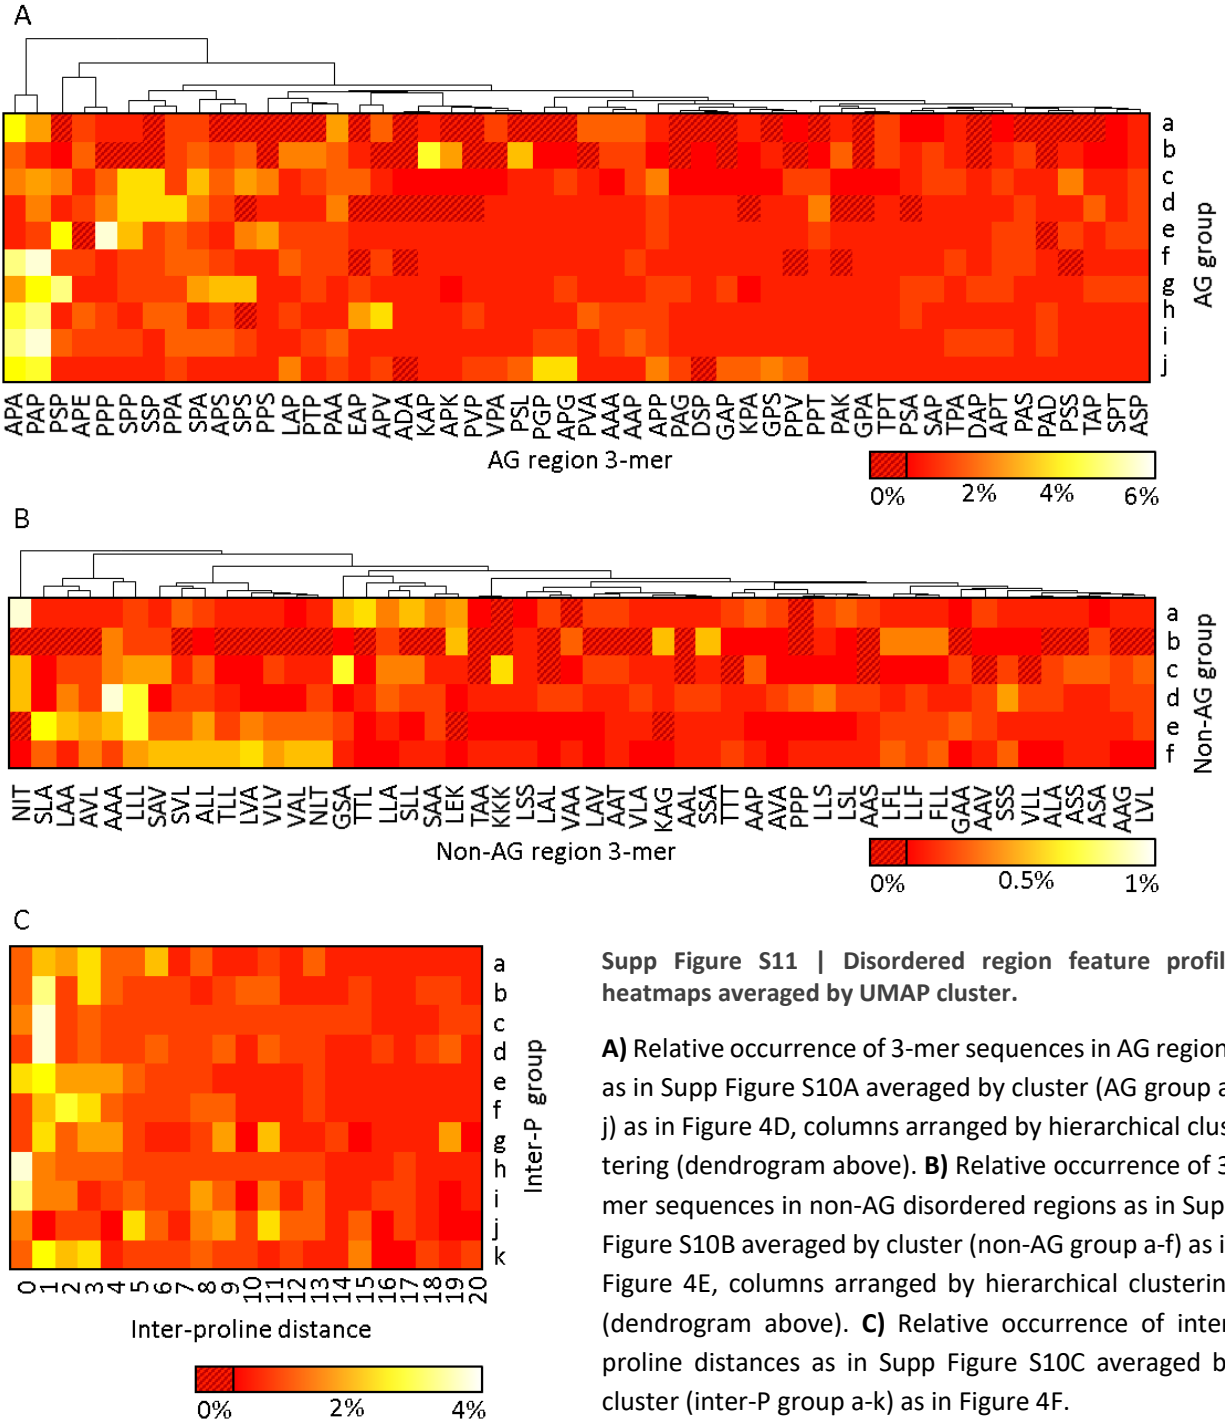 A
a
b
c
d
e
f
g
h
i
j
AG group
APA PAP PSP APE PPP SPP SSP PPA SPA APS SPS PPS LAP PTP PAA EAP APV ADA KAP APK PVP VPA PSL PGP APG PVA AAA AAP APP PAG DSP GAP KPA GPS PPV PPT PAK GPA TPT PSA SAP TPA DAP APT PAS PAD PSS TAP SPT ASP
AG region 3-mer
0% 2% 4% 6%
B
a
b
c
d
e
f
Non-AG group
NIT SLA LAA AVL AAA LLL SAV SVL ALL TLL LVA VLV VAL NLT GSA TTL LLA SLL SAA LEK TAA KKK LSS LAL VAA LAV AAT VLA KAG AAL SSA TTT AAP AVA PPP LLS LSL AAS LFL LLF FLL GAA AAV SSS VLL ALA ASS ASA AAG LVL
Non-AG region 3-mer
0% 0.5% 1%
C
a
b
c
d
e
f
g
h
i
j
k
Inter-P group
0 1 2 3 4 5 6 7 8 9 10 11 12 13 14 15 16 17 18 19 20
Inter-proline distance
0% 2% 4%
Supp Figure S11 | Disordered region feature profil
heatmaps averaged by UMAP cluster.
A) Relative occurrence of 3-mer sequences in AG region
as in Supp Figure S10A averaged by cluster (AG group a
j) as in Figure 4D, columns arranged by hierarchical clus
tering (dendrogram above). B) Relative occurrence of 3
mer sequences in non-AG disordered regions as in Sup
Figure S10B averaged by cluster (non-AG group a-f) as i
Figure 4E, columns arranged by hierarchical clusterin
(dendrogram above). C) Relative occurrence of inter
proline distances as in Supp Figure S10C averaged b
cluster (inter-P group a-k) as in Figure 4F.